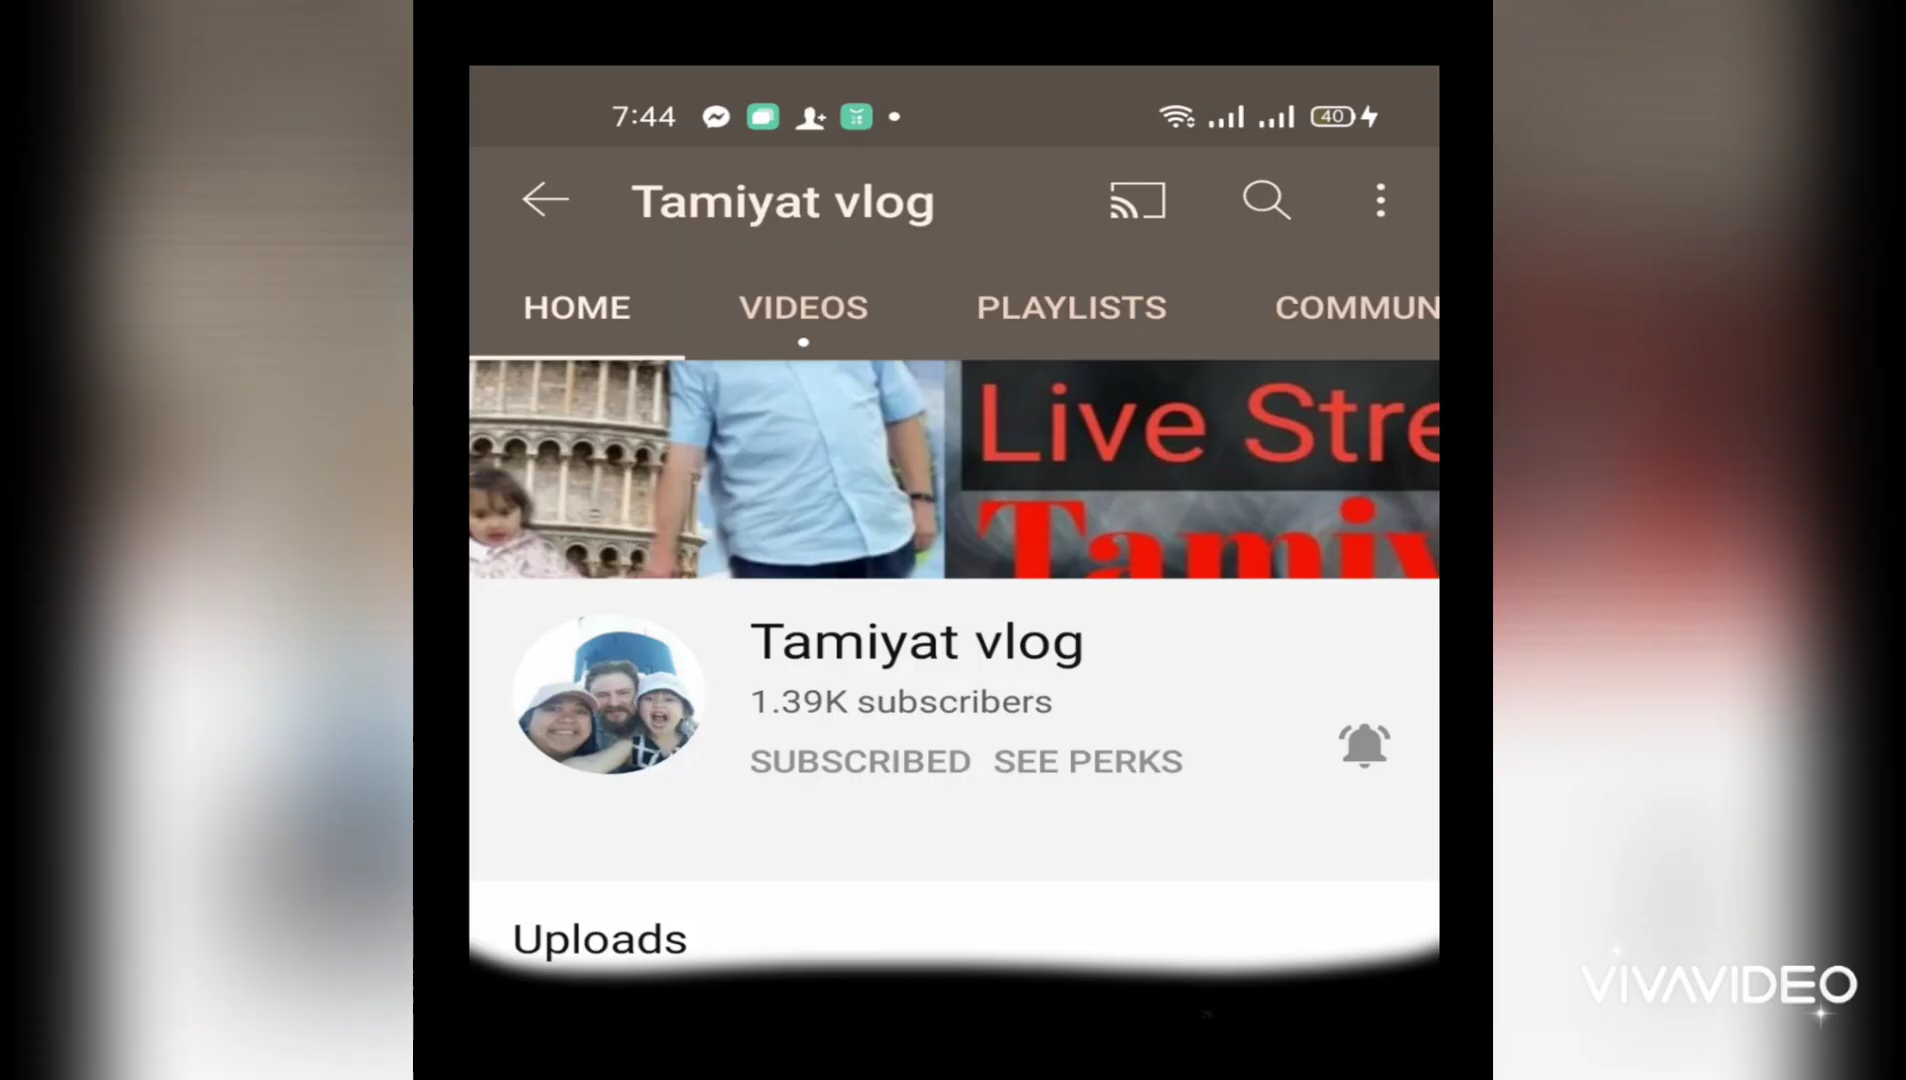 7:44
40
Tamiyat vlog
HOME VIDEOS PLAYLISTS COMMUN
Live Stre
Tamiy
Tamiyat vlog
1.39K subscribers
SUBSCRIBED SEE PERKS
Uploads
VIVAVIDEO